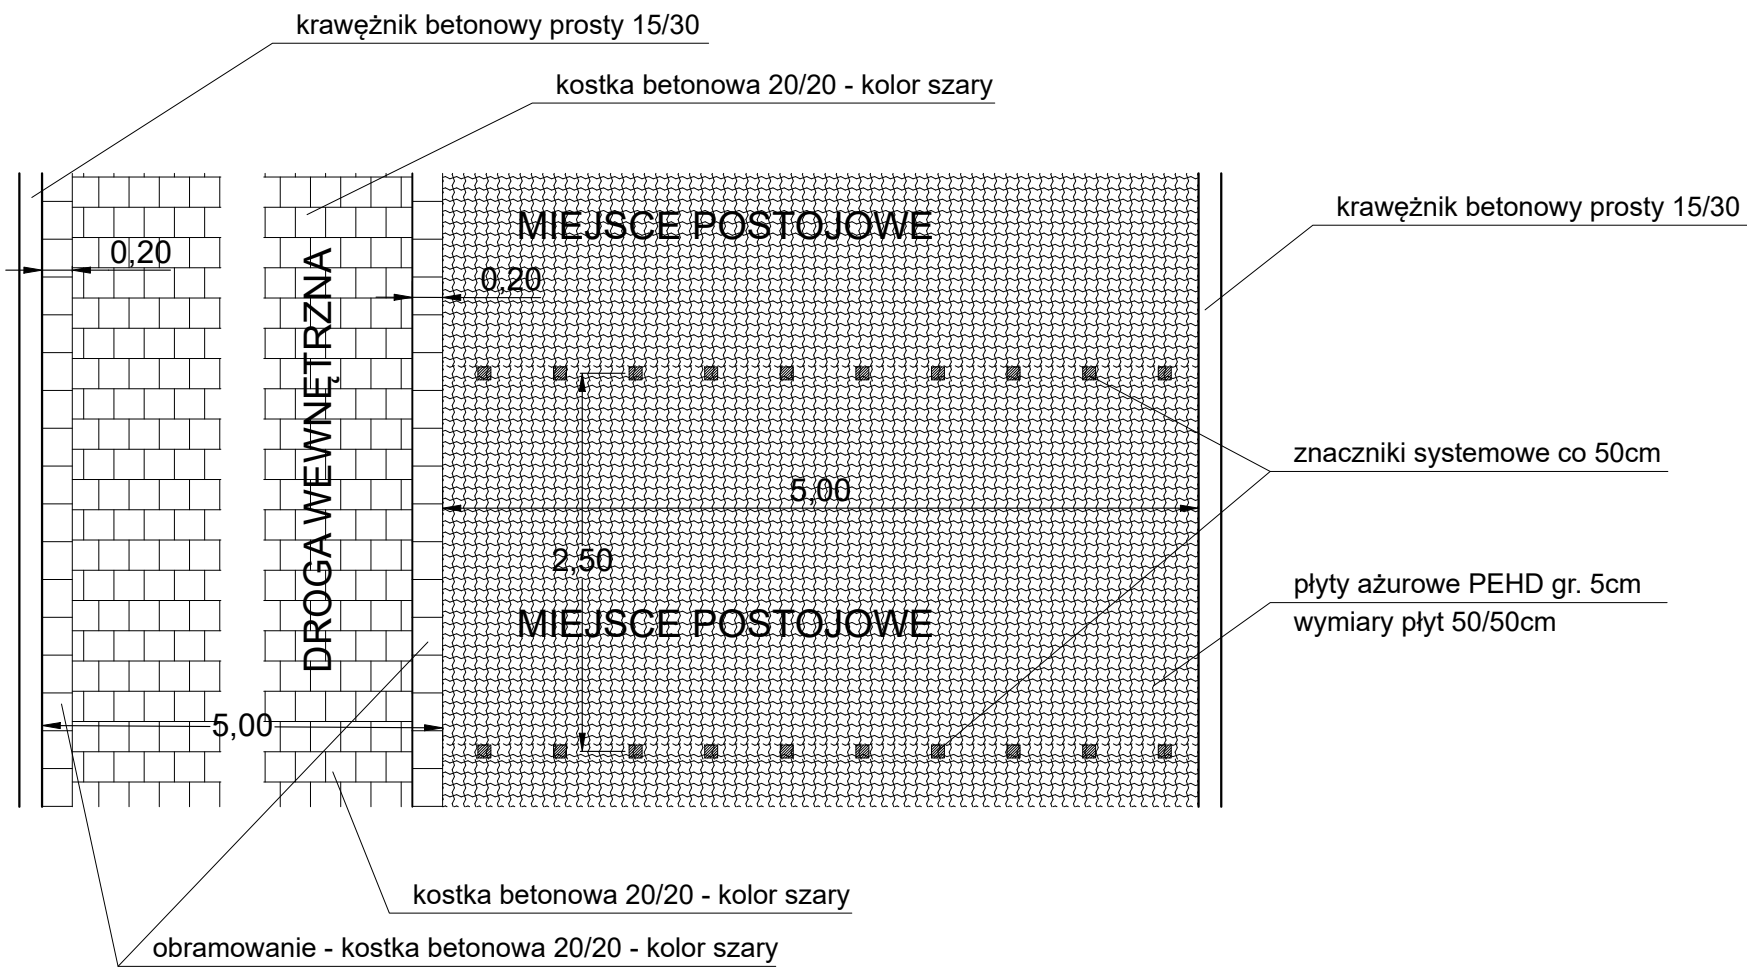 krawężnik betonowy prosty 15/30
kostka betonowa 20/20 - kolor szary
krawężnik betonowy prosty 15/30
MIEJSCE POSTOJOWE
0,20
0,20
DROGA WEWNĘTRZNA
znaczniki systemowe co 50cm
5,00
2,50
płyty ażurowe PEHD gr. 5cm
wymiary płyt 50/50cm
MIEJSCE POSTOJOWE
5,00
kostka betonowa 20/20 - kolor szary
obramowanie - kostka betonowa 20/20 - kolor szary